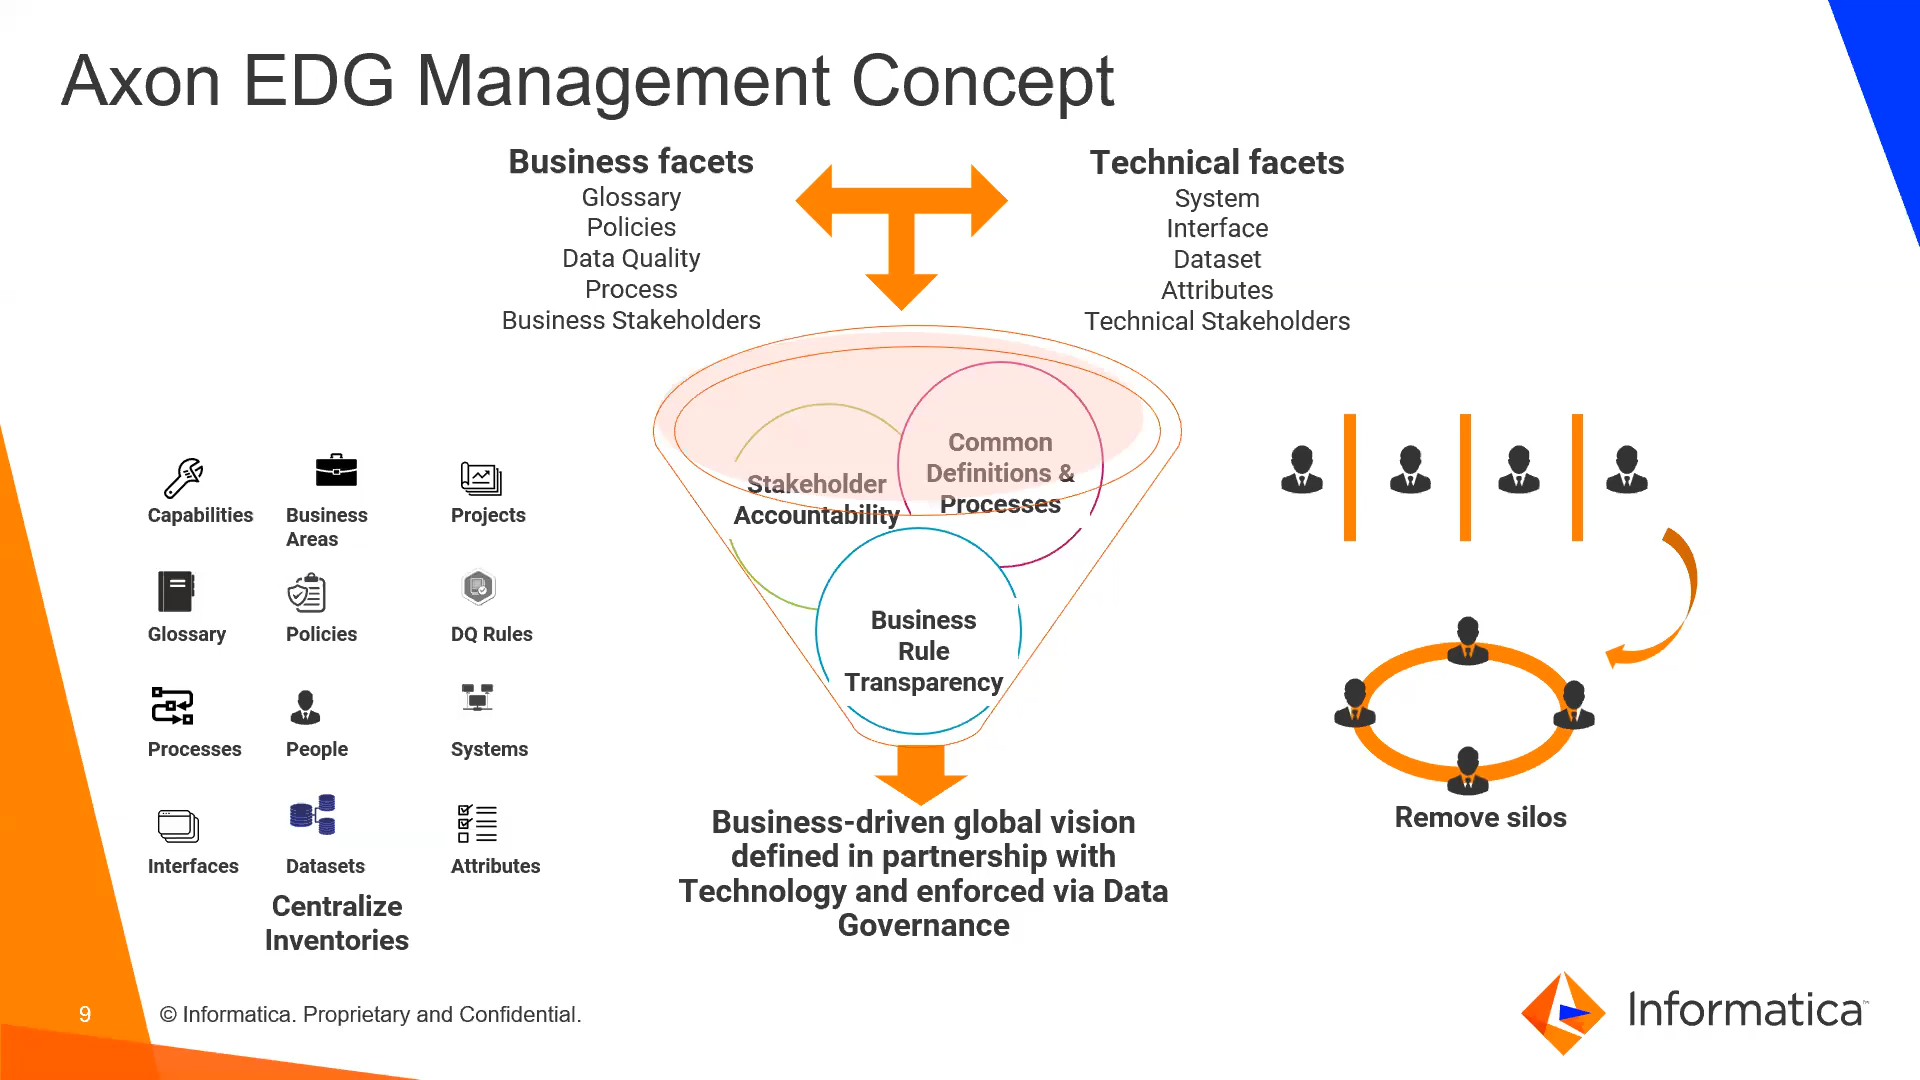 Axon EDG Management Concept
Business facets
Glossary
Policies
Data Quality
Process
Business Stakeholders
Technical facets
System
Interface
Dataset
Attributes
Technical Stakeholders
Capabilities
Business
Areas
Projects
Glossary
Policies
DQ Rules
Processes
People
Systems
Interfaces
Datasets
Attributes
Centralize
Inventories
Stakeholder
Accountability
Common
Definitions &
Processes
Business
Rule
Transparency
Business-driven global vision
defined in partnership with
Technology and enforced via Data
Governance
Remove silos
9
© Informatica. Proprietary and Confidential.
Informatica™